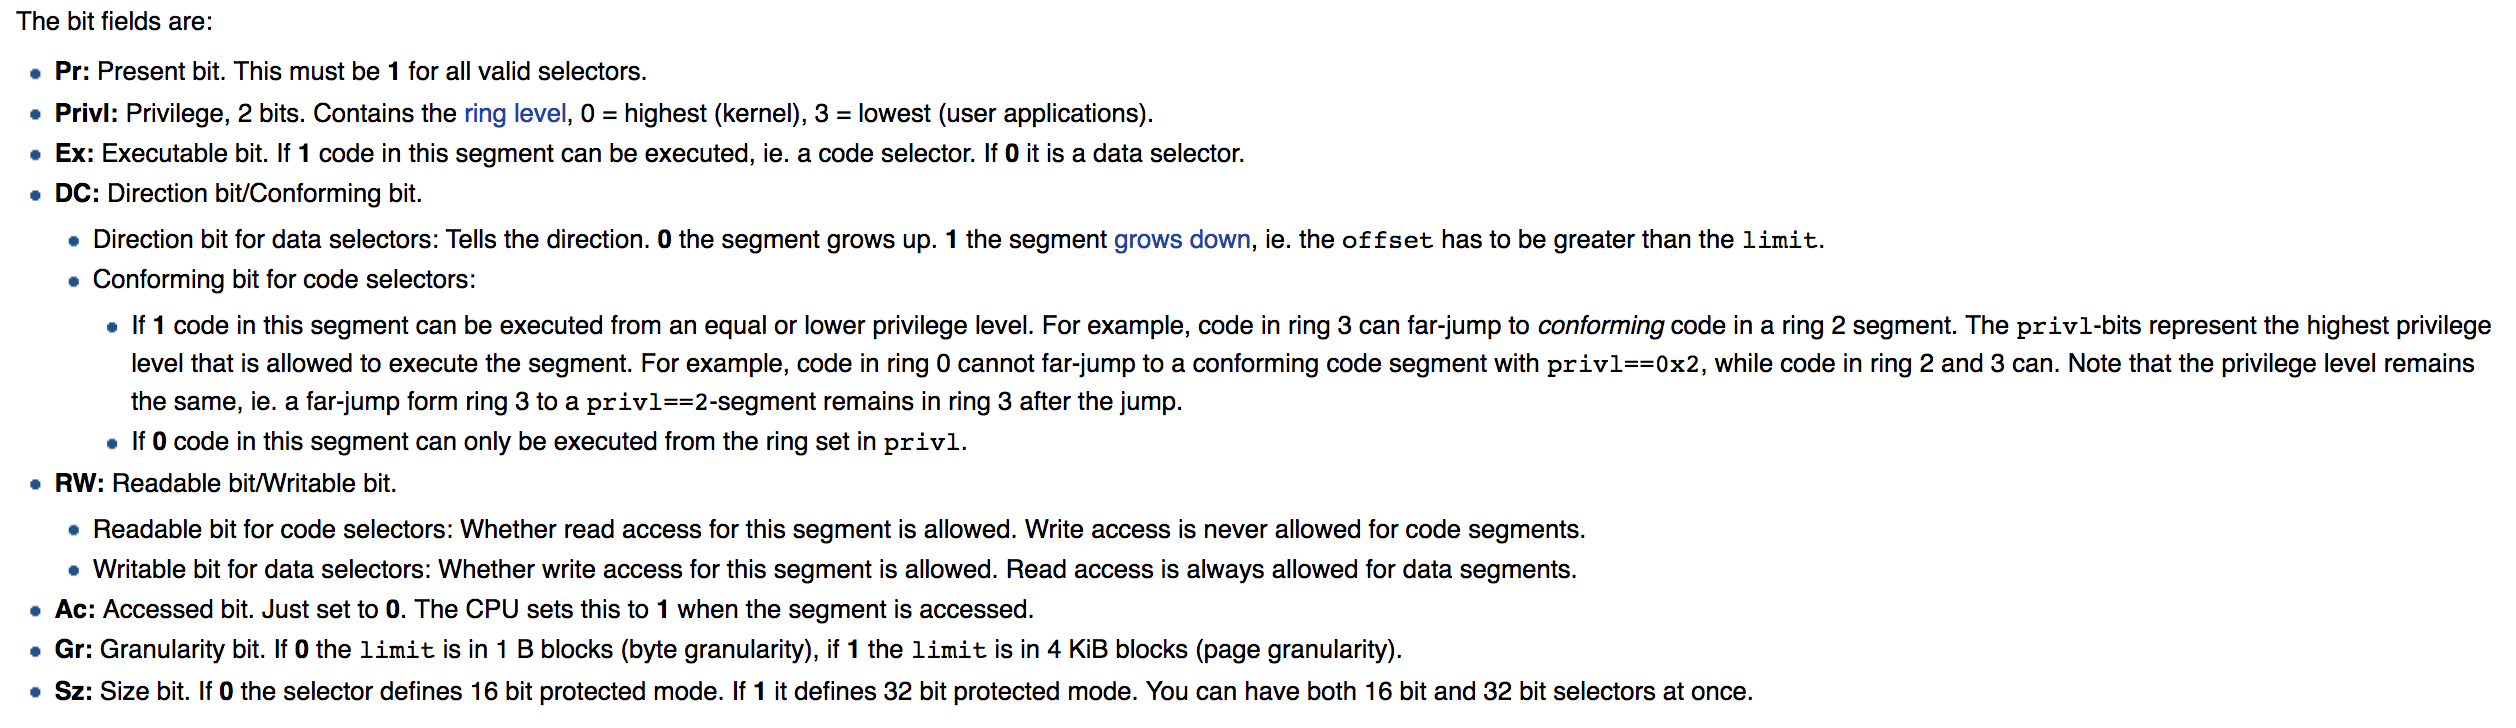 The bit fields are:
Pr: Present bit. This must be 1 for all valid selectors.
Privl: Privilege, 2 bits. Contains the ring level, 0 = highest (kernel), 3 = lowest (user applications).
Ex: Executable bit. If 1 code in this segment can be executed, ie. a code selector. If 0 it is a data selector.
DC: Direction bit/Conforming bit.
Direction bit for data selectors: Tells the direction. 0 the segment grows up. 1 the segment grows down, ie. the offset has to be greater than the limit.
Conforming bit for code selectors:
If 1 code in this segment can be executed from an equal or lower privilege level. For example, code in ring 3 can far-jump to conforming code in a ring 2 segment. The privl-bits represent the highest privilege
level that is allowed to execute the segment. For example, code in ring 0 cannot far-jump to a conforming code segment with privl==0x2, while code in ring 2 and 3 can. Note that the privilege level remains
the same, ie. a far-jump form ring 3 to a privl==2-segment remains in ring 3 after the jump.
If 0 code in this segment can only be executed from the ring set in privl.
RW: Readable bit/Writable bit.
Readable bit for code selectors: Whether read access for this segment is allowed. Write access is never allowed for code segments.
Writable bit for data selectors: Whether write access for this segment is allowed. Read access is always allowed for data segments.
Ac: Accessed bit. Just set to 0. The CPU sets this to 1 when the segment is accessed.
Gr: Granularity bit. If 0 the limit is in 1 B blocks (byte granularity), if 1 the limit is in 4 KiB blocks (page granularity).
Sz: Size bit. If 0 the selector defines 16 bit protected mode. If 1 it defines 32 bit protected mode. You can have both 16 bit and 32 bit selectors at once.